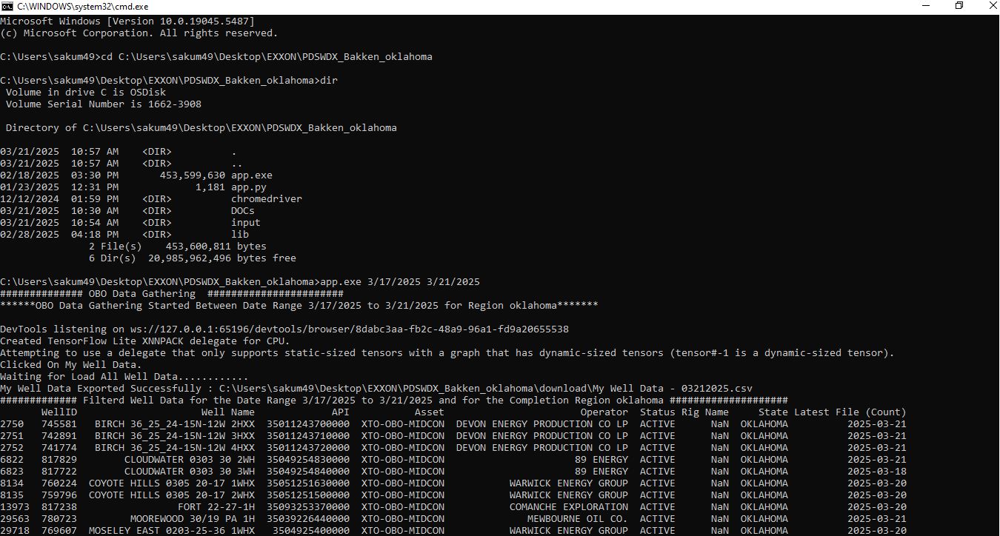 C:\WINDOWS\system32\cmd.exe
Microsoft Windows [Version 10.0.19045.5487]
(c) Microsoft Corporation. All rights reserved.
C:\Users\sakum49>cd C:\Users\sakum49\Desktop\EXXON\PDSWDX_Bakken_oklahoma
C:\Users\sakum49\Desktop\EXXON\PDSWDX_Bakken_oklahoma>dir
 Volume in drive C is OSDisk
 Volume Serial Number is 1662-3908
 Directory of C:\Users\sakum49\Desktop\EXXON\PDSWDX_Bakken_oklahoma
03/21/2025  10:57 AM    <DIR>          .
03/21/2025  10:57 AM    <DIR>          ..
02/18/2025  03:30 PM       453,599,630 app.exe
01/23/2025  12:31 PM             1,181 app.py
12/12/2024  01:59 PM    <DIR>          chromedriver
03/21/2025  10:30 AM    <DIR>          DOCs
03/21/2025  10:54 AM    <DIR>          input
02/28/2025  04:18 PM    <DIR>          lib
               2 File(s)    453,600,811 bytes
               6 Dir(s)  20,985,962,496 bytes free
C:\Users\sakum49\Desktop\EXXON\PDSWDX_Bakken_oklahoma>app.exe 3/17/2025 3/21/2025
############## OBO Data Gathering  #######################
******OBO Data Gathering Started Between Date Range 3/17/2025 to 3/21/2025 for Region oklahoma*******
DevTools listening on ws://127.0.0.1:65196/devtools/browser/8dabc3aa-fb2c-48a9-96a1-fd9a20655538
Created TensorFlow Lite XNNPACK delegate for CPU.
Attempting to use a delegate that only supports static-sized tensors with a graph that has dynamic-sized tensors (tensor#-1 is a dynamic-sized tensor).
Clicked On My Well Data.
Waiting for Load All Well Data............
My Well Data Exported Successfully : C:\Users\sakum49\Desktop\EXXON\PDSWDX_Bakken_oklahoma\download\My Well Data - 03212025.csv
############# Filterd Well Data for the Date Range 3/17/2025 to 3/21/2025 and for the Completion Region oklahoma ####################
WellID Well Name API Asset Operator Status Rig Name State Latest File (Count)
2750 745581 BIRCH 36_25_24-15N-12W 2HXX 35011243700000 XTO-OBO-MIDCON DEVON ENERGY PRODUCTION CO LP ACTIVE NaN OKLAHOMA 2025-03-21
2751 742891 BIRCH 36_25_24-15N-12W 3HXX 35011243710000 XTO-OBO-MIDCON DEVON ENERGY PRODUCTION CO LP ACTIVE NaN OKLAHOMA 2025-03-21
2752 741774 BIRCH 36_25_24-15N-12W 4HXX 35011243720000 XTO-OBO-MIDCON DEVON ENERGY PRODUCTION CO LP ACTIVE NaN OKLAHOMA 2025-03-21
6822 817829 CLOUDWATER 0303 30 2WH 35049254830000 XTO-OBO-MIDCON 89 ENERGY ACTIVE NaN OKLAHOMA 2025-03-21
6823 817722 CLOUDWATER 0303 30 3WH 35049254840000 XTO-OBO-MIDCON 89 ENERGY ACTIVE NaN OKLAHOMA 2025-03-18
8134 760224 COYOTE HILLS 0305 20-17 1WHX 35051251630000 XTO-OBO-MIDCON WARWICK ENERGY GROUP ACTIVE NaN OKLAHOMA 2025-03-20
8135 759796 COYOTE HILLS 0305 20-17 2WHX 35051251500000 XTO-OBO-MIDCON WARWICK ENERGY GROUP ACTIVE NaN OKLAHOMA 2025-03-20
13973 817238 FORT 22-27-1H 35093253370000 XTO-OBO-MIDCON COMANCHE EXPLORATION ACTIVE NaN OKLAHOMA 2025-03-20
29563 780723 MOOREWOOD 30/19 PA 1H 35039226440000 XTO-OBO-MIDCON MEWBOURNE OIL CO. ACTIVE NaN OKLAHOMA 2025-03-21
29718 769607 MOSELEY EAST 0203-25-36 1WHX 3504925400000 XTO-OBO-MIDCON WARWICK ENERGY GROUP ACTIVE NaN OKLAHOMA 2025-03-20